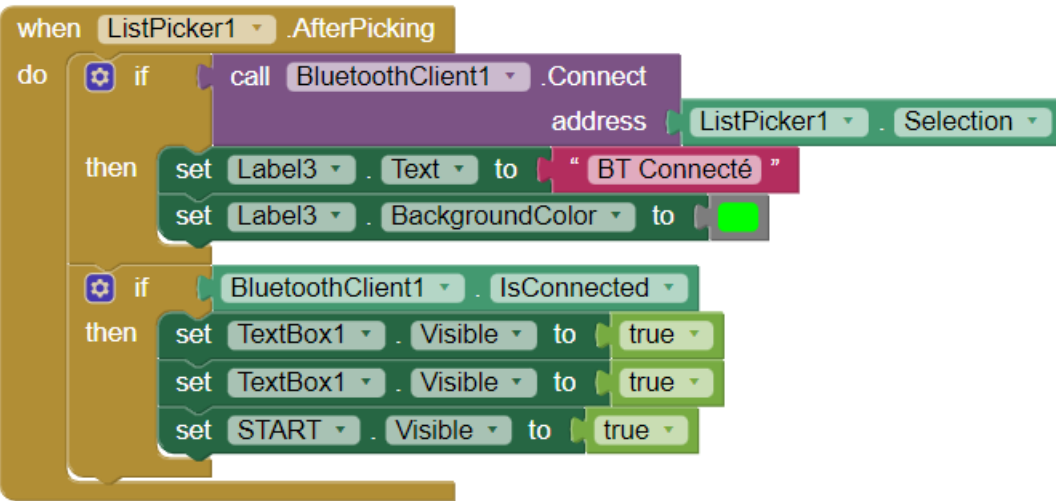 when ListPicker1 .AfterPicking
do if call BluetoothClient1 .Connect
address ListPicker1 . Selection
then set Label3 . Text to “ BT Connecté ”
set Label3 . BackgroundColor to
if BluetoothClient1 . IsConnected
then set TextBox1 . Visible to true
set TextBox1 . Visible to true
set START . Visible to true